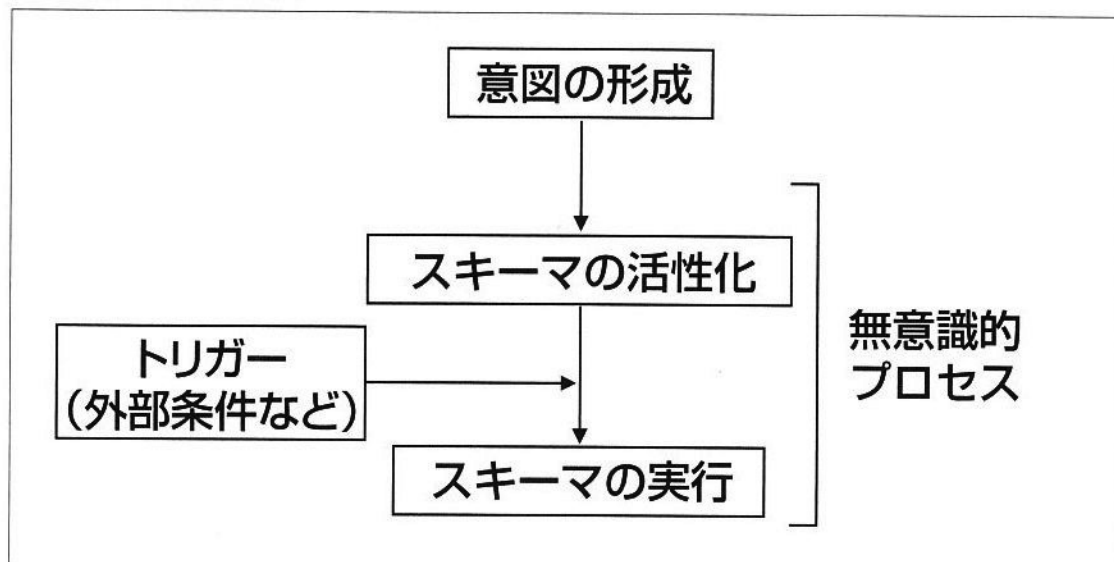 意図の形成
スキーマの活性化
トリガー
(外部条件など)
無意識的
プロセス
スキーマの実行